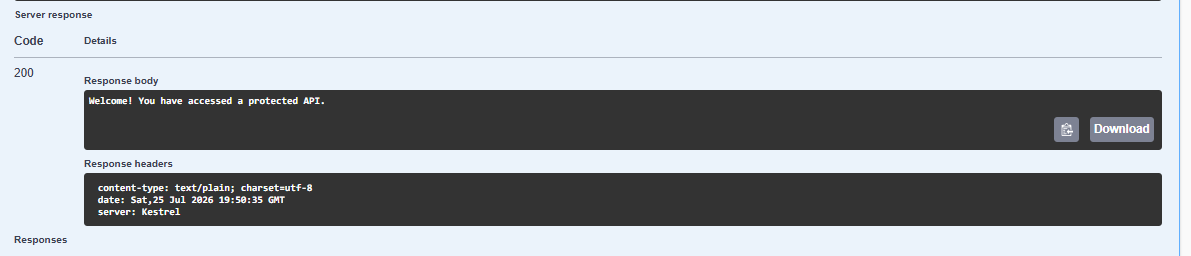 Server response
Code Details
200
Response body
Welcome! You have accessed a protected API.
Download
Response headers
content-type: text/plain; charset=utf-8
date: Sat,25 Jul 2026 19:50:35 GMT
server: Kestrel
Responses